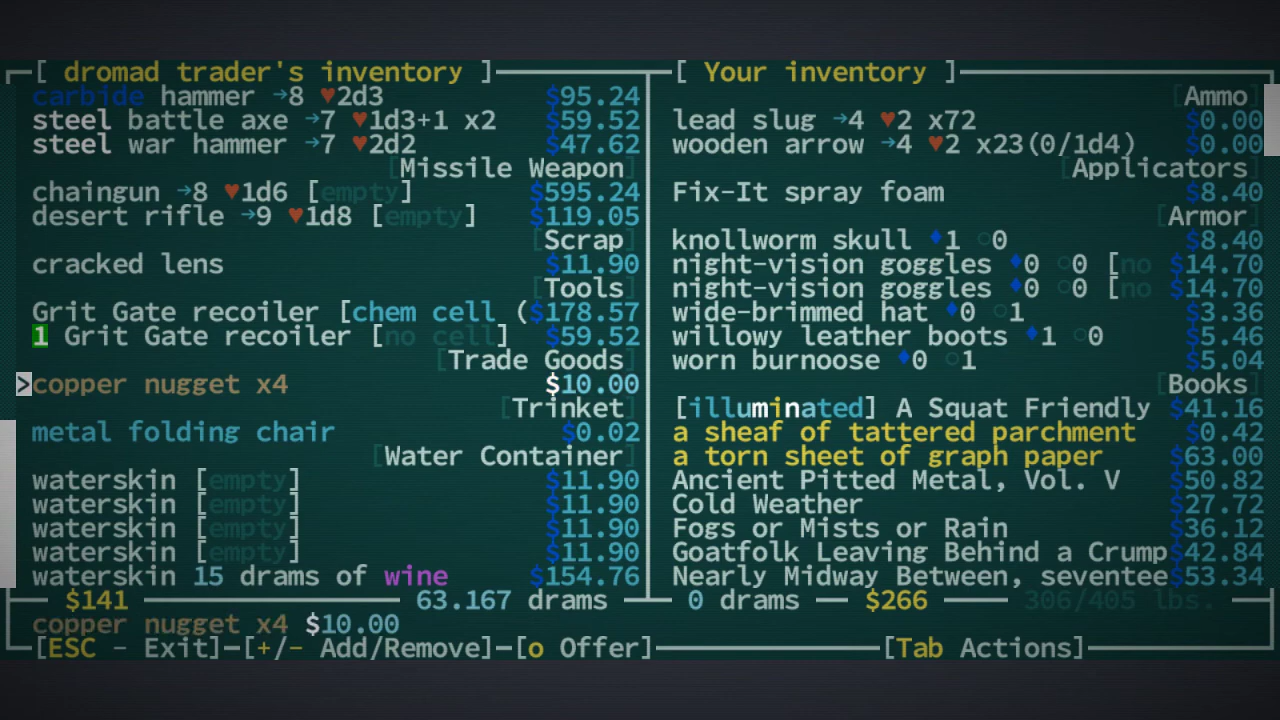 [ dromad trader's inventory ]
carbide hammer →8 ♥2d3 $95.24
steel battle axe →7 ♥1d3+1 x2 $59.52
steel war hammer →7 ♥2d2 $47.62
[Missile Weapon]
chaingun →8 ♥1d6 [empty] $595.24
desert rifle →9 ♥1d8 [empty] $119.05
[Scrap]
cracked lens $11.90
[Tools]
Grit Gate recoiler [chem cell ($178.57
1 Grit Gate recoiler [no cell] $59.52
[Trade Goods]
>copper nugget x4 $10.00
[Trinket]
metal folding chair $0.02
[Water Container]
waterskin [empty] $11.90
waterskin [empty] $11.90
waterskin [empty] $11.90
waterskin [empty] $11.90
waterskin 15 drams of wine $154.76
$141 63.167 drams
[ Your inventory ]
[Ammo]
lead slug →4 ♥2 x72 $0.00
wooden arrow →4 ♥2 x23(0/1d4) $0.00
[Applicators]
Fix-It spray foam $8.40
[Armor]
knollworm skull ♦1 ○0 $8.40
night-vision goggles ♦0 ○0 [no $14.70
night-vision goggles ♦0 ○0 [no $14.70
wide-brimmed hat ♦0 ○1 $3.36
willowy leather boots ♦1 ○0 $5.46
worn burnoose ♦0 ○1 $5.04
[Books]
[illuminated] A Squat Friendly $41.16
a sheaf of tattered parchment $0.42
a torn sheet of graph paper $63.00
Ancient Pitted Metal, Vol. V $50.82
Cold Weather $27.72
Fogs or Mists or Rain $36.12
Goatfolk Leaving Behind a Crump$42.84
Nearly Midway Between, seventee$53.34
0 drams $266 306/405 lbs.
copper nugget x4 $10.00
[ESC - Exit]-[+/- Add/Remove]-[o Offer] [Tab Actions]